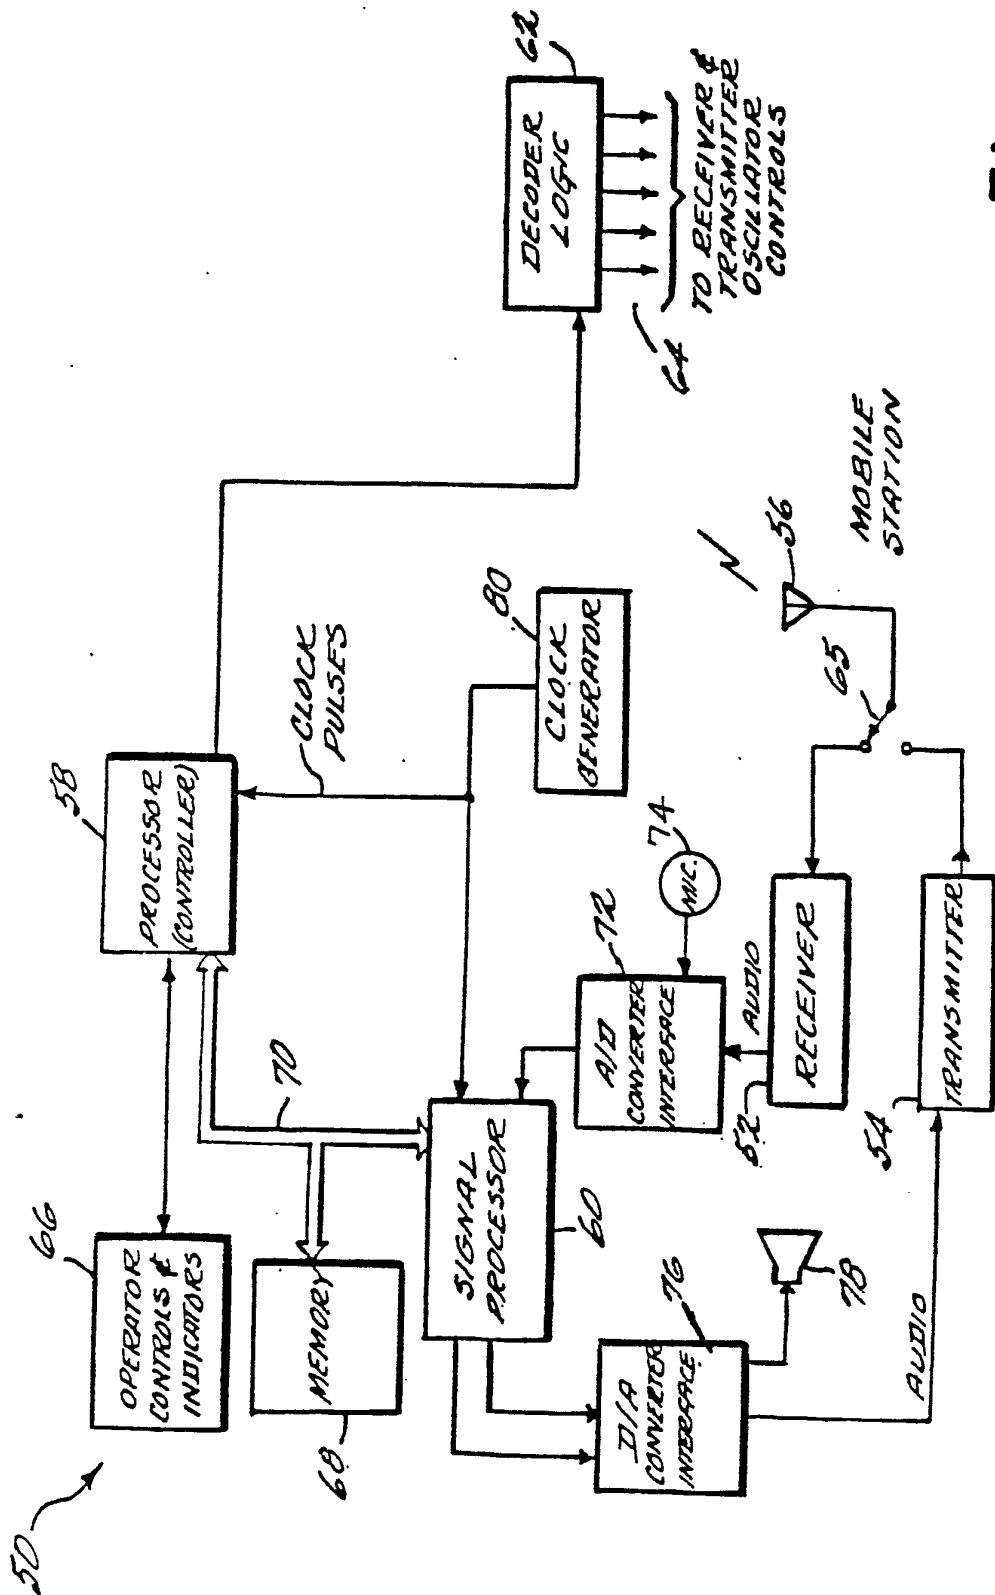 50
66
OPERATOR
CONTROLS &
INDICATORS
58
PROCESSOR
(CONTROLLER)
62
DECODER
LOGIC
64
TO RECEIVER &
TRANSMITTER
OSCILLATOR
CONTROLS
68
MEMORY
70
CLOCK
PULSES
80
CLOCK
GENERATOR
SIGNAL
PROCESSOR
60
72
A/D
CONVERTER
INTERFACE
74
MIC.
76
D/A
CONVERTER
INTERFACE
78
AUDIO
52
RECEIVER
65
56
MOBILE
STATION
AUDIO
54
TRANSMITTER